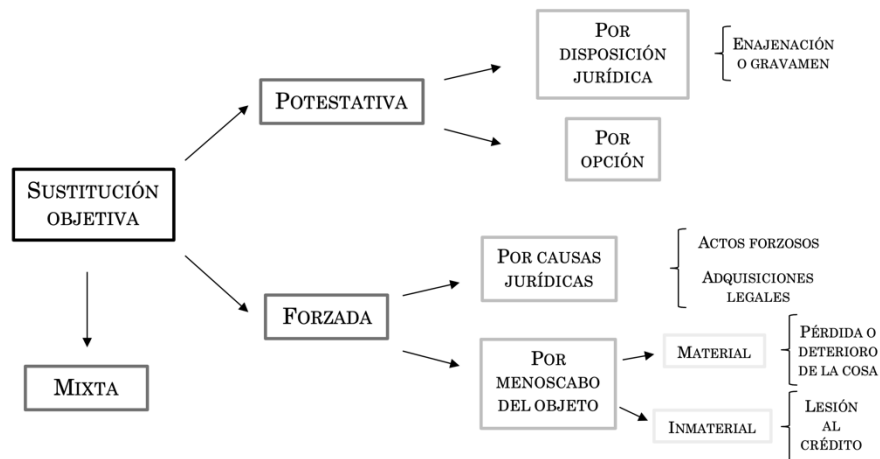 POR
DISPOSICIÓN
JURÍDICA
ENAJENACIÓN
O GRAVAMEN
POTESTATIVA
POR
OPCIÓN
SUSTITUCIÓN
OBJETIVA
POR CAUSAS
JURÍDICAS
ACTOS FORZOSOS
ADQUISICIONES
LEGALES
FORZADA
POR
MENOSCABO
DEL OBJETO
MATERIAL
PÉRDIDA O
DETERIORO
DE LA COSA
INMATERIAL
LESIÓN
AL
CRÉDITO
MIXTA